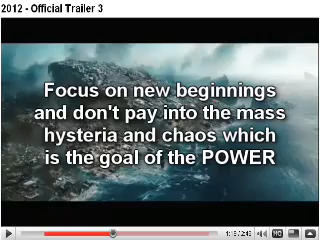 2012 - Official Trailer 3
Focus on new beginnings
and don't pay into the mass
hysteria and chaos which
is the goal of the POWER
HQ